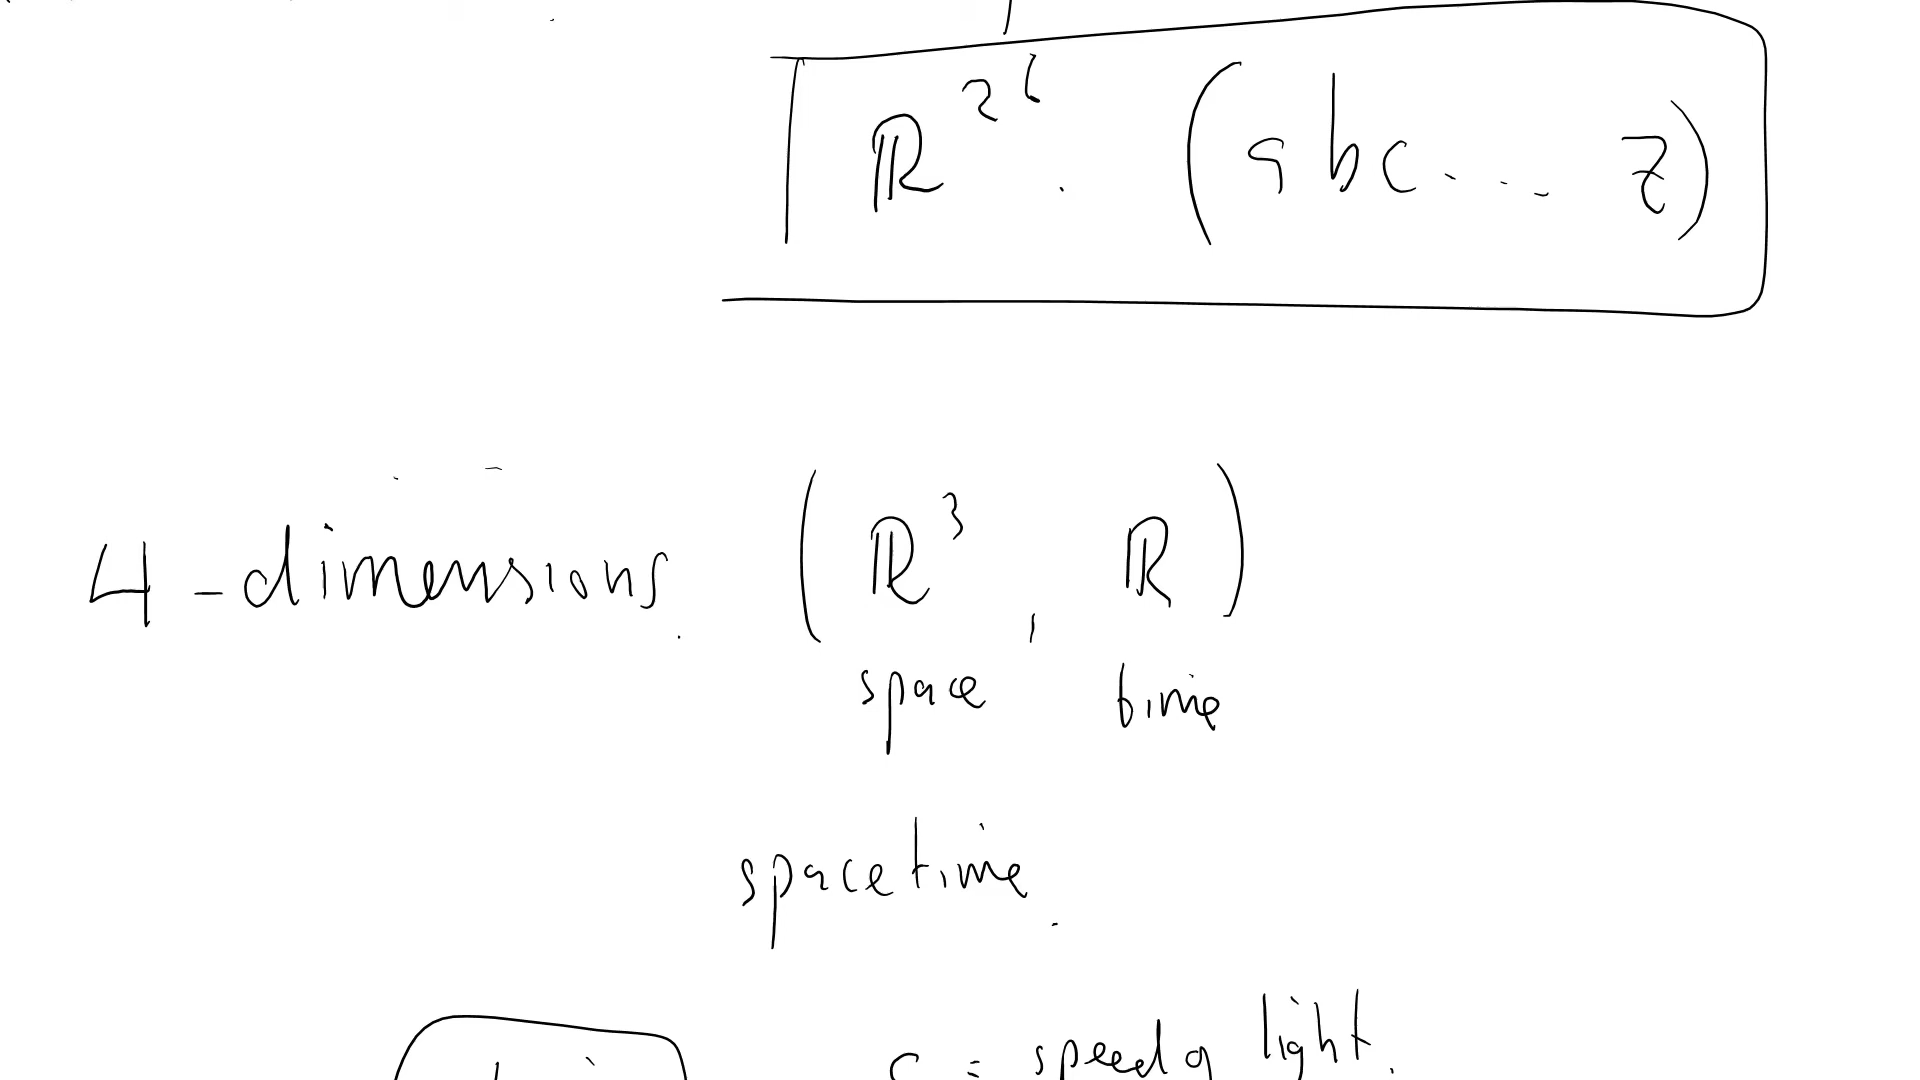 ℝ²⁶ (abc... z)
4-dimensions. (ℝ³, ℝ)
space time
spacetime.
c = speed of light.